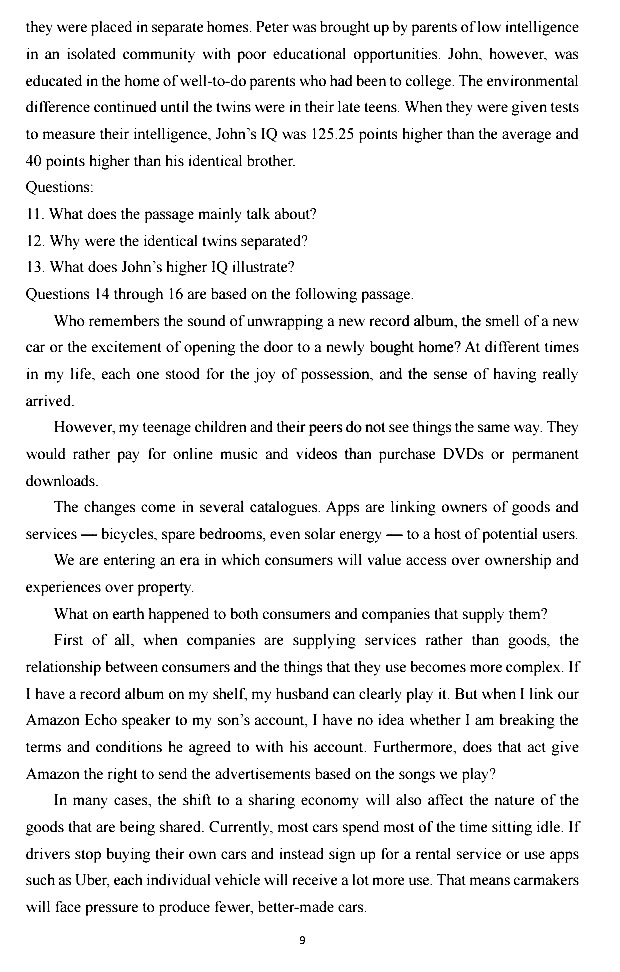 they were placed in separate homes. Peter was brought up by parents of low intelligence
in an isolated community with poor educational opportunities. John, however, was
educated in the home of well-to-do parents who had been to college. The environmental
difference continued until the twins were in their late teens. When they were given tests
to measure their intelligence, John's IQ was 125.25 points higher than the average and
40 points higher than his identical brother.
Questions:
11. What does the passage mainly talk about?
12. Why were the identical twins separated?
13. What does John's higher IQ illustrate?
Questions 14 through 16 are based on the following passage.
Who remembers the sound of unwrapping a new record album, the smell of a new
car or the excitement of opening the door to a newly bought home? At different times
in my life, each one stood for the joy of possession, and the sense of having really
arrived.
However, my teenage children and their peers do not see things the same way. They
would rather pay for online music and videos than purchase DVDs or permanent
downloads.
The changes come in several catalogues. Apps are linking owners of goods and
services — bicycles, spare bedrooms, even solar energy — to a host of potential users.
We are entering an era in which consumers will value access over ownership and
experiences over property.
What on earth happened to both consumers and companies that supply them?
First of all, when companies are supplying services rather than goods, the
relationship between consumers and the things that they use becomes more complex. If
I have a record album on my shelf, my husband can clearly play it. But when I link our
Amazon Echo speaker to my son's account, I have no idea whether I am breaking the
terms and conditions he agreed to with his account. Furthermore, does that act give
Amazon the right to send the advertisements based on the songs we play?
In many cases, the shift to a sharing economy will also affect the nature of the
goods that are being shared. Currently, most cars spend most of the time sitting idle. If
drivers stop buying their own cars and instead sign up for a rental service or use apps
such as Uber, each individual vehicle will receive a lot more use. That means carmakers
will face pressure to produce fewer, better-made cars.
9